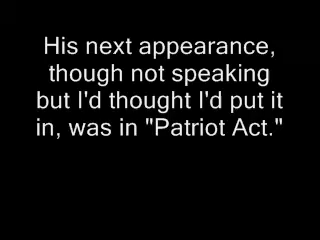 His next appearance,
though not speaking
but I'd thought I'd put it
in, was in "Patriot Act."